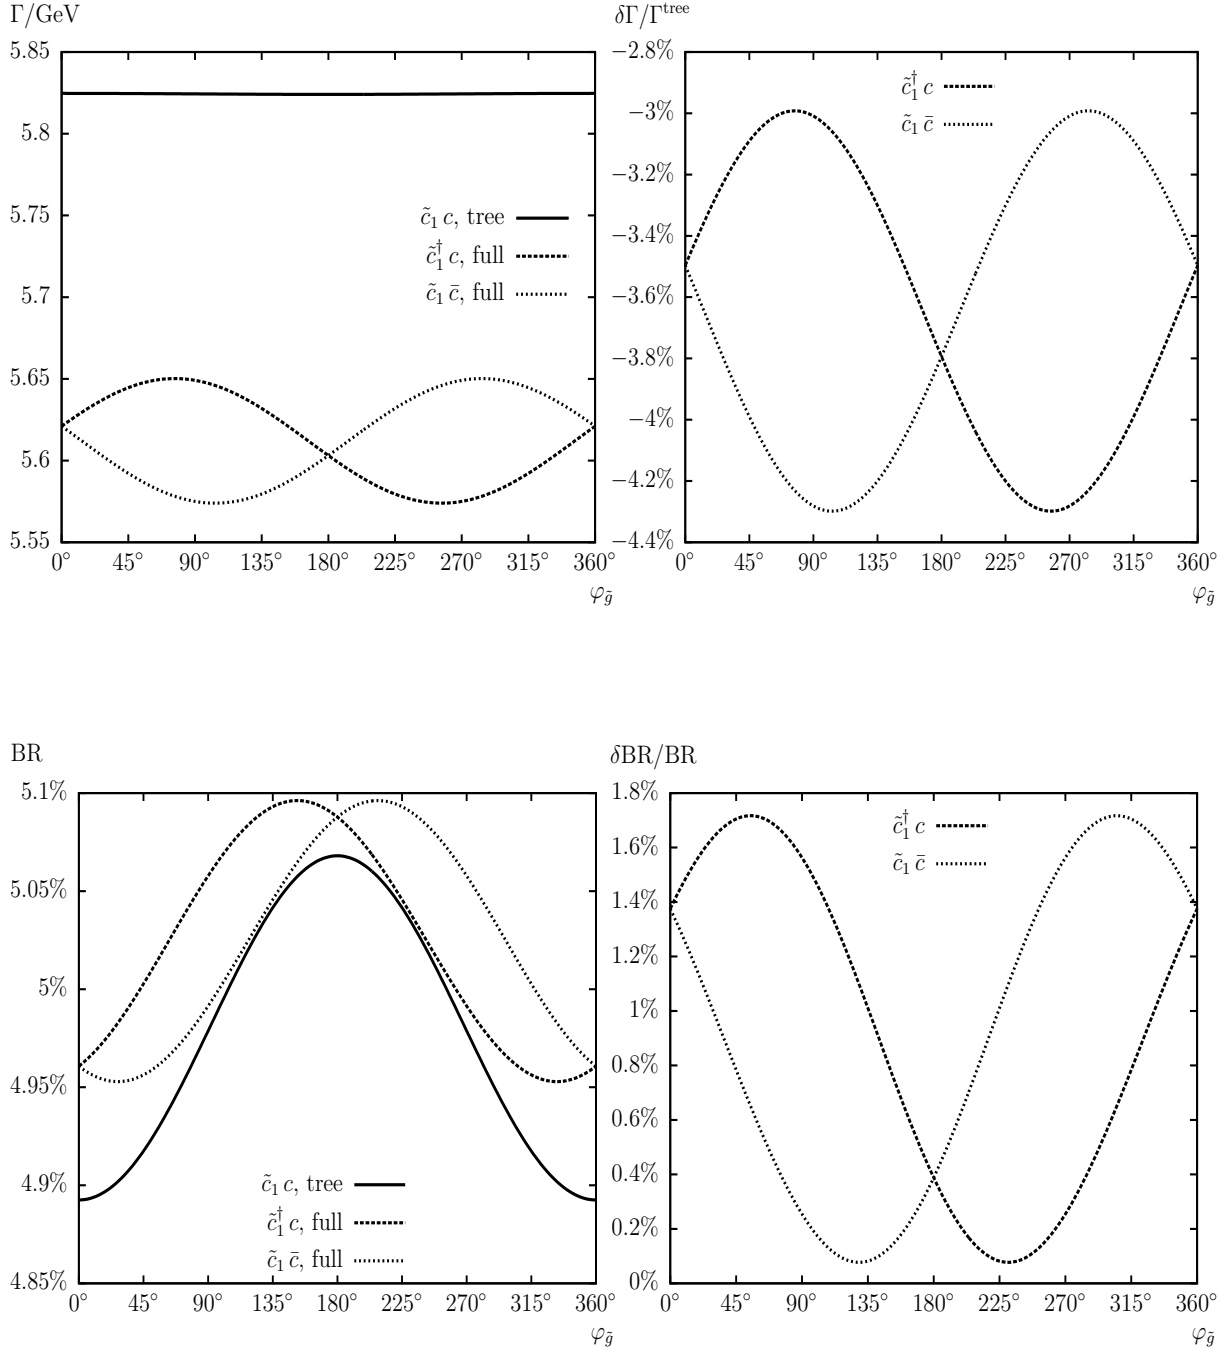 Γ/GeV
5.85
5.8
5.75
5.7
5.65
5.6
5.55
0° 45° 90° 135° 180° 225° 270° 315° 360°
φ_g̃
c̃₁ c, tree
c̃₁† c, full
c̃₁ c̄, full
δΓ/Γ^tree
−2.8%
−3%
−3.2%
−3.4%
−3.6%
−3.8%
−4%
−4.2%
−4.4%
0° 45° 90° 135° 180° 225° 270° 315° 360°
φ_g̃
c̃₁† c
c̃₁ c̄
BR
5.1%
5.05%
5%
4.95%
4.9%
4.85%
0° 45° 90° 135° 180° 225° 270° 315° 360°
φ_g̃
c̃₁ c, tree
c̃₁† c, full
c̃₁ c̄, full
δBR/BR
1.8%
1.6%
1.4%
1.2%
1%
0.8%
0.6%
0.4%
0.2%
0%
0° 45° 90° 135° 180° 225° 270° 315° 360°
φ_g̃
c̃₁† c
c̃₁ c̄